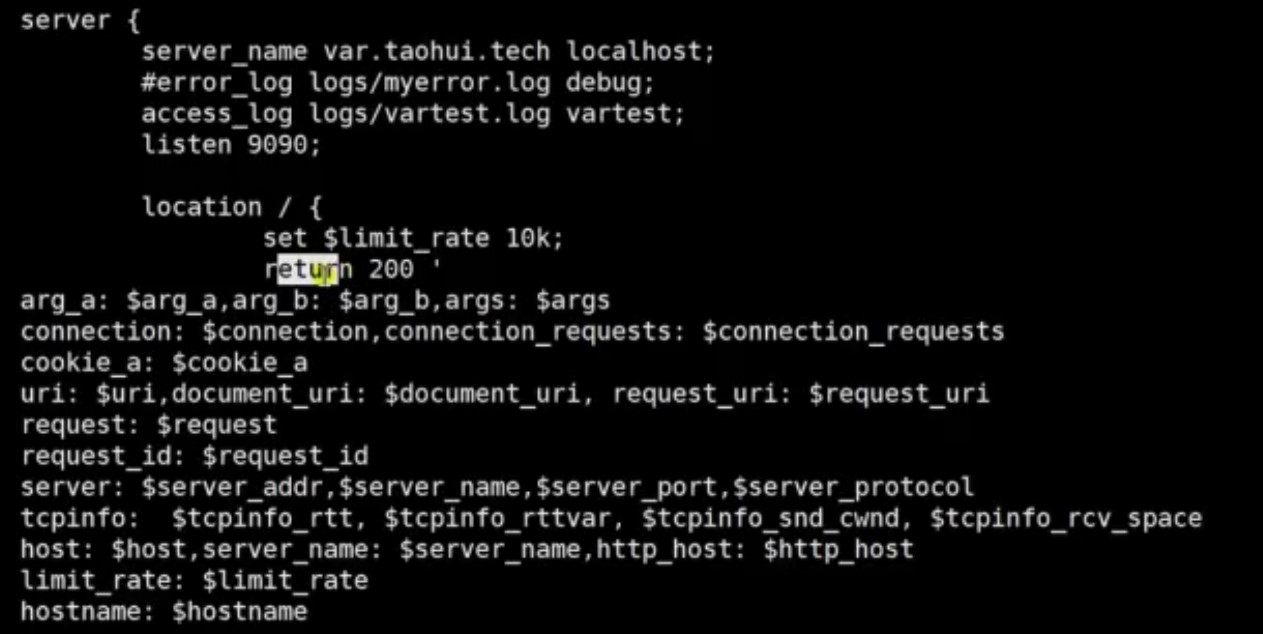 server {
server_name var.taohui.tech localhost;
#error_log logs/myerror.log debug;
access_log logs/vartest.log vartest;
listen 9090;
location / {
set $limit_rate 10k;
return 200 '
arg_a: $arg_a,arg_b: $arg_b,args: $args
connection: $connection,connection_requests: $connection_requests
cookie_a: $cookie_a
uri: $uri,document_uri: $document_uri, request_uri: $request_uri
request: $request
request_id: $request_id
server: $server_addr,$server_name,$server_port,$server_protocol
tcpinfo:  $tcpinfo_rtt, $tcpinfo_rttvar, $tcpinfo_snd_cwnd, $tcpinfo_rcv_space
host: $host,server_name: $server_name,http_host: $http_host
limit_rate: $limit_rate
hostname: $hostname